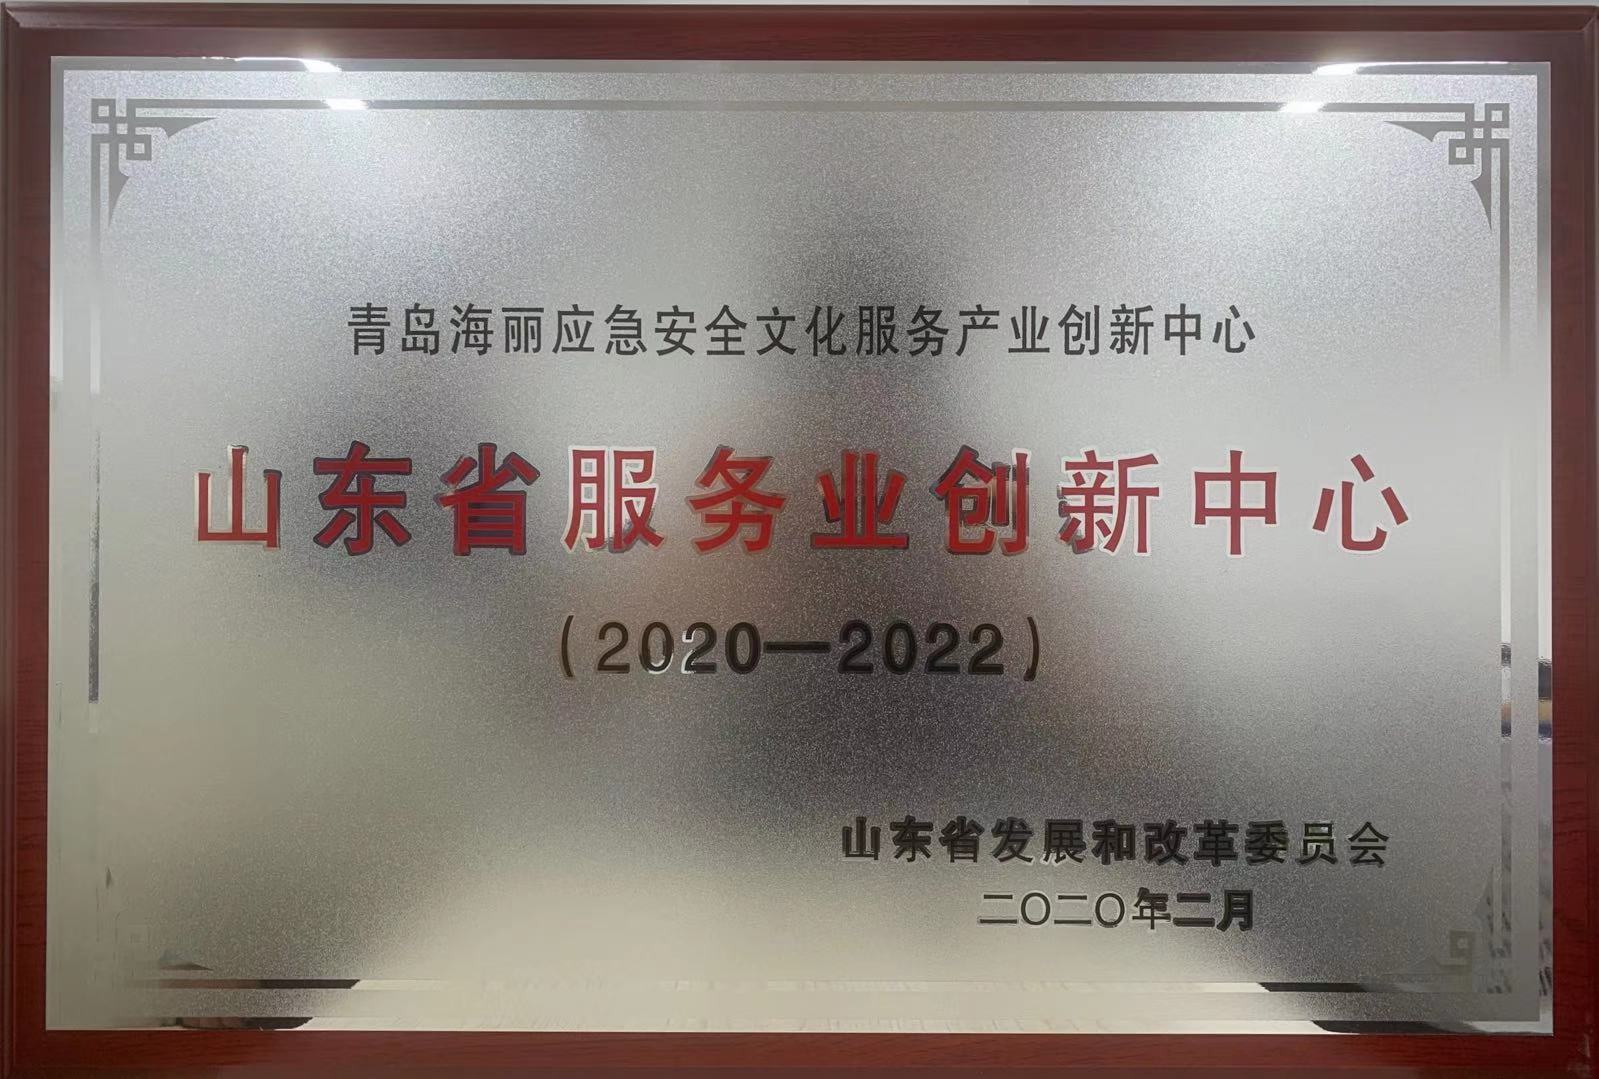 青岛海丽应急安全文化服务产业创新中心
山东省服务业创新中心
（2020—2022）
山东省发展和改革委员会
二〇二〇年二月